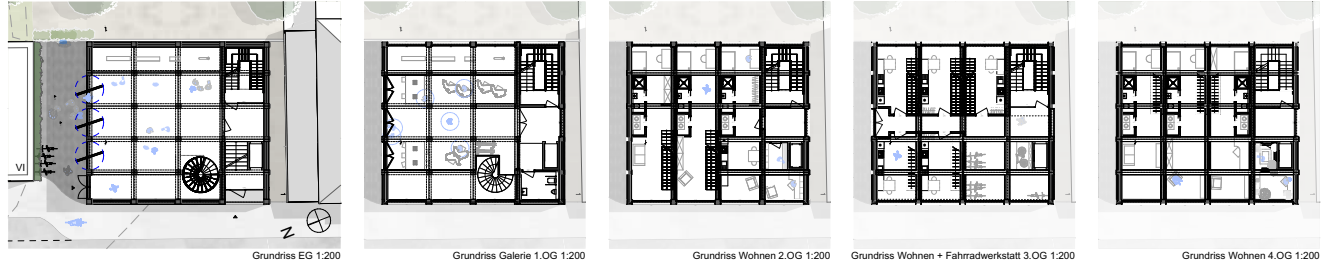 VI
N
Grundriss EG 1:200
Grundriss Galerie 1.OG 1:200
Grundriss Wohnen 2.OG 1:200
Grundriss Wohnen + Fahrradwerkstatt 3.OG 1:200
Grundriss Wohnen 4.OG 1:200